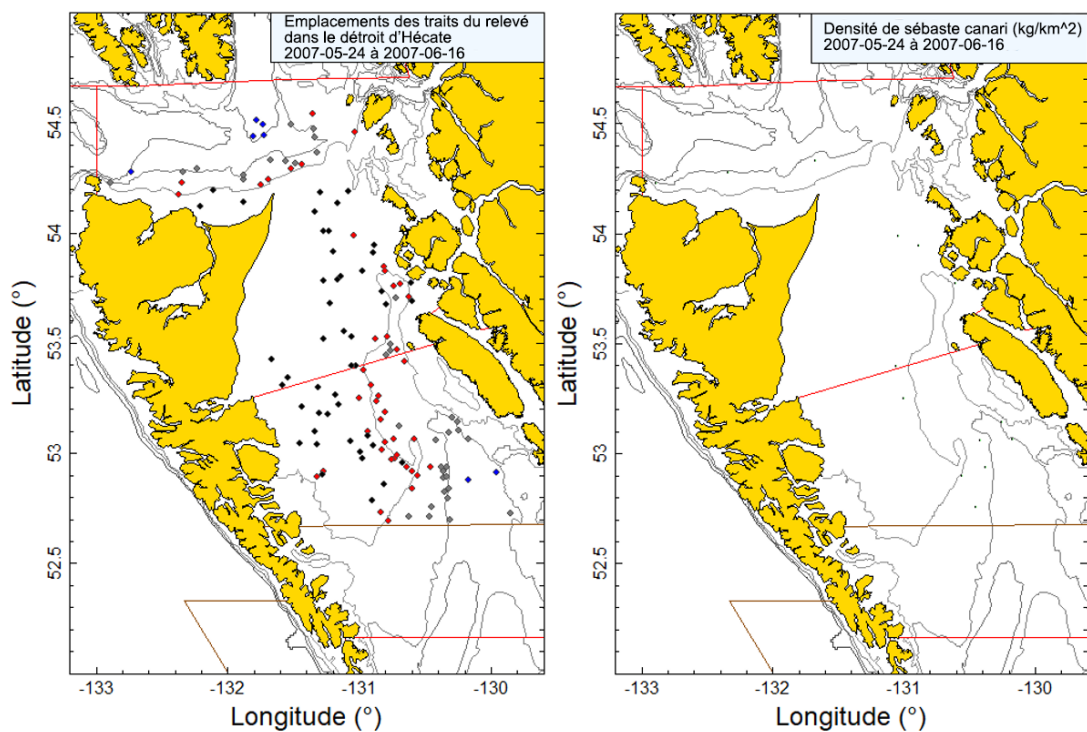 Emplacements des traits du relevé
dans le détroit d'Hécate
2007-05-24 à 2007-06-16
Latitude (°)
54.5
54
53.5
53
52.5
-133
-132
-131
-130
Longitude (°)
Densité de sébaste canari (kg/km^2)
2007-05-24 à 2007-06-16
Latitude (°)
54.5
54
53.5
53
52.5
-133
-132
-131
-130
Longitude (°)